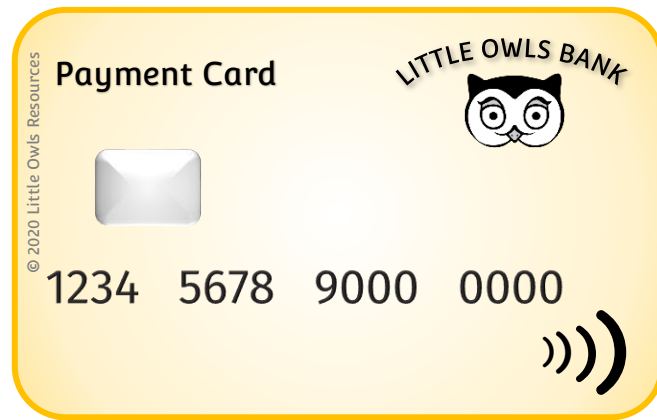 LITTLE OWLS BANK
Payment Card
© 2020 Little Owls Resources
1234 5678 9000 0000